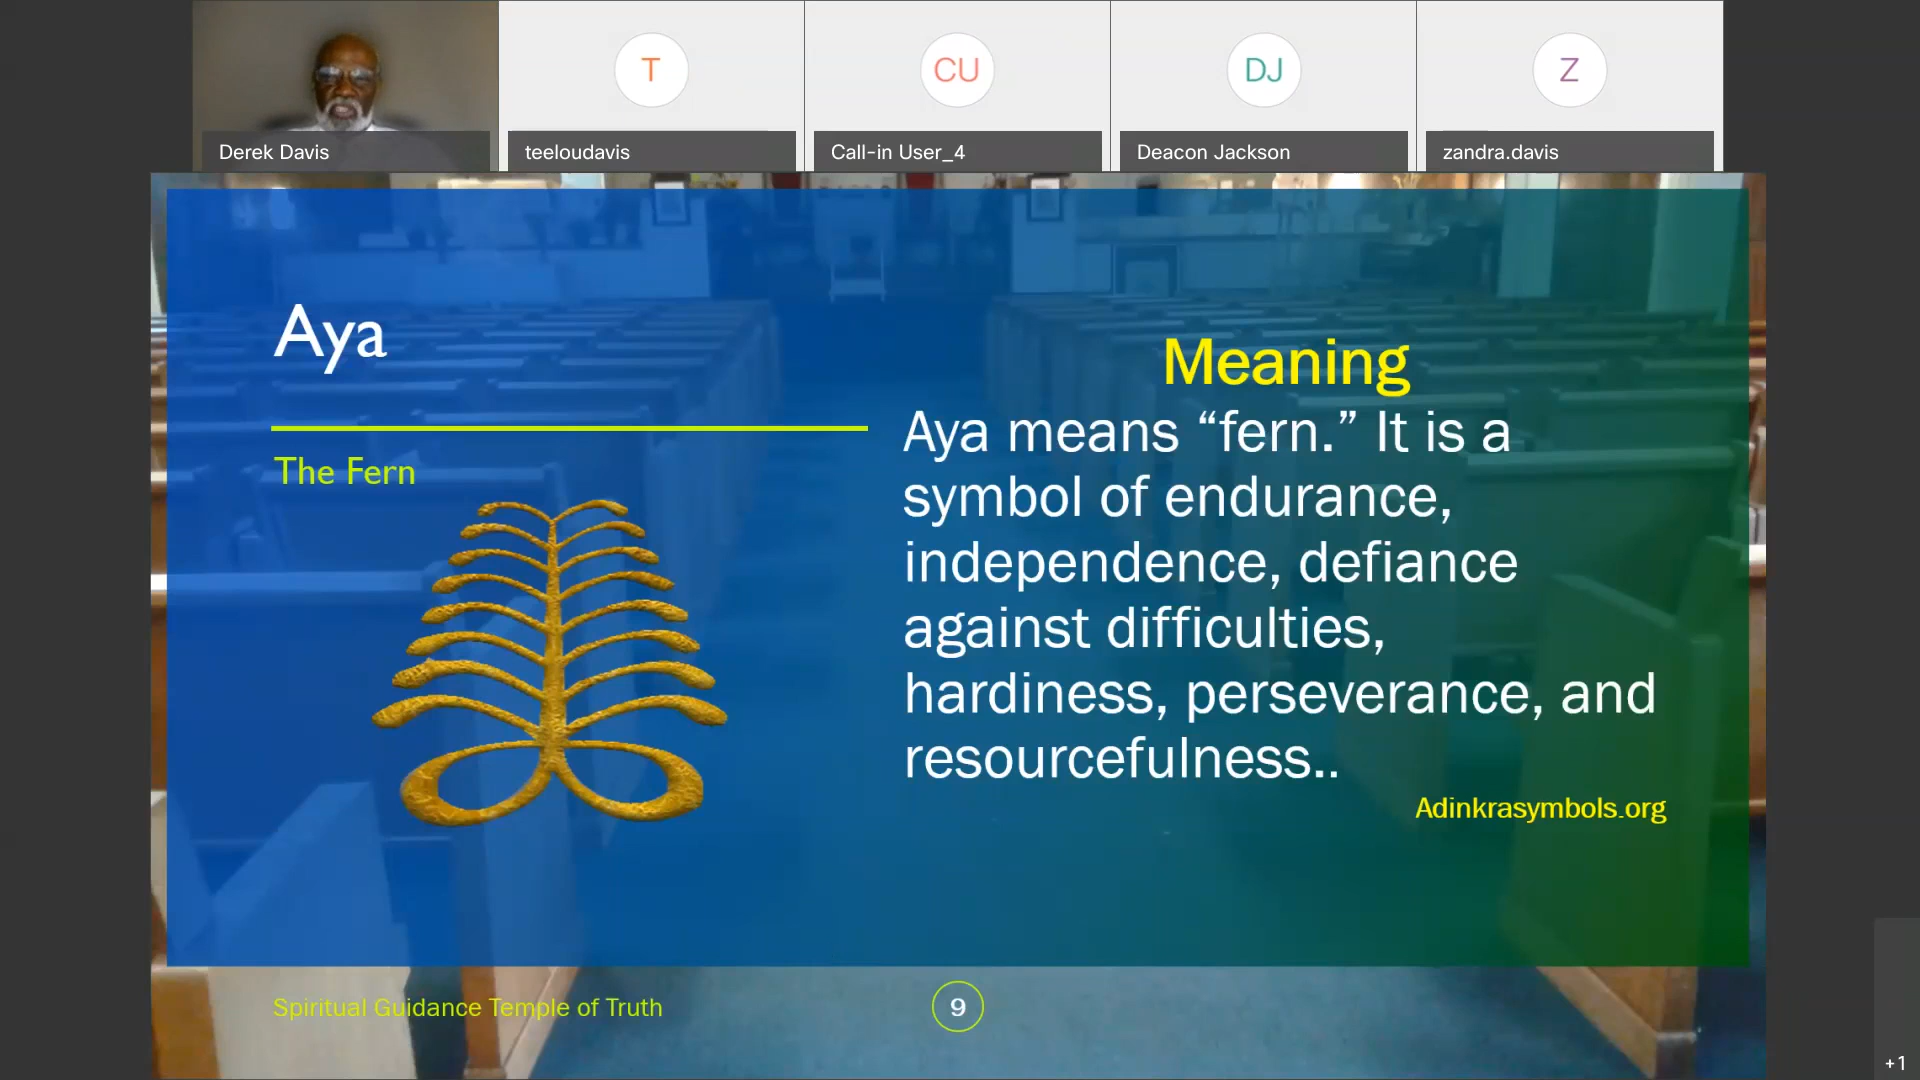 T
CU
DJ
Z
Derek Davis
teeloudavis
Call-in User_4
Deacon Jackson
zandra.davis
Aya
The Fern
Meaning
Aya means “fern.” It is a
symbol of endurance,
independence, defiance
against difficulties,
hardiness, perseverance, and
resourcefulness..
Adinkrasymbols.org
Spiritual Guidance Temple of Truth
9
+1